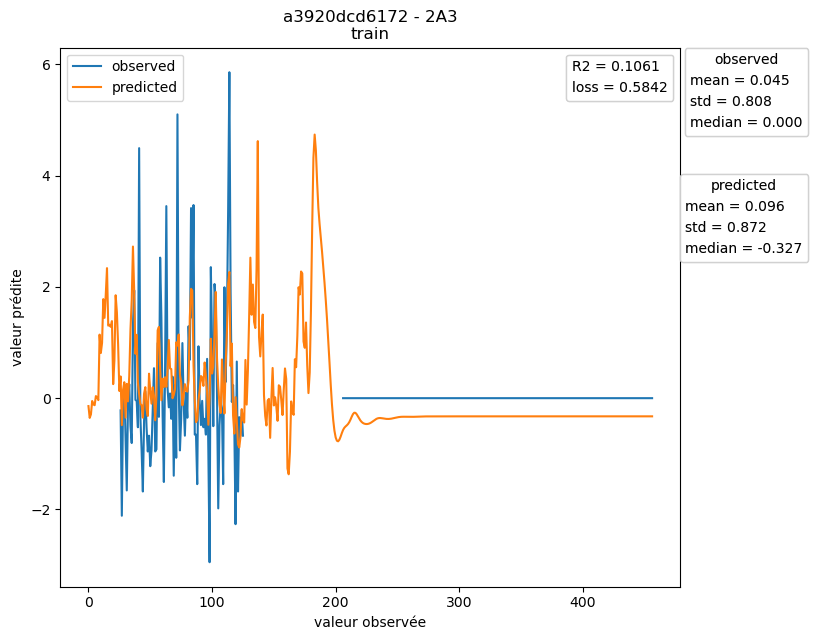 a3920dcd6172 - 2A3
train
observed
predicted
R2 = 0.1061
loss = 0.5842
observed
mean = 0.045
std = 0.808
median = 0.000
predicted
mean = 0.096
std = 0.872
median = -0.327
6
4
2
0
−2
valeur prédite
0
100
200
300
400
valeur observée